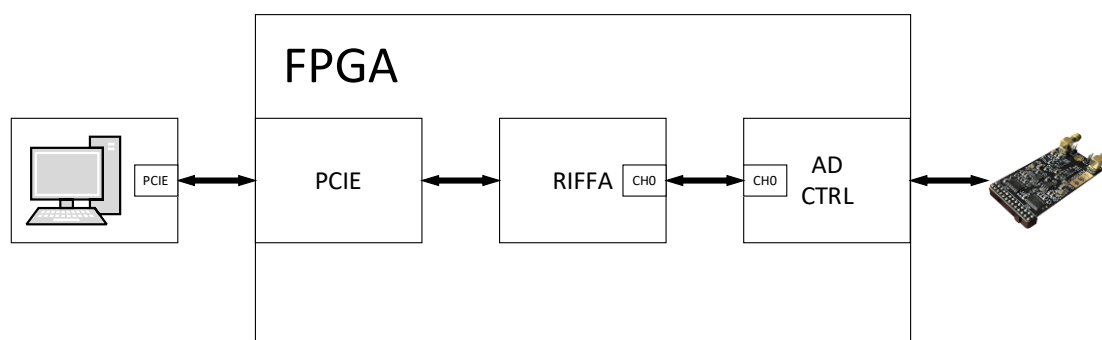 FPGA
PCIE
PCIE
RIFFA
CH0
CH0
AD
CTRL